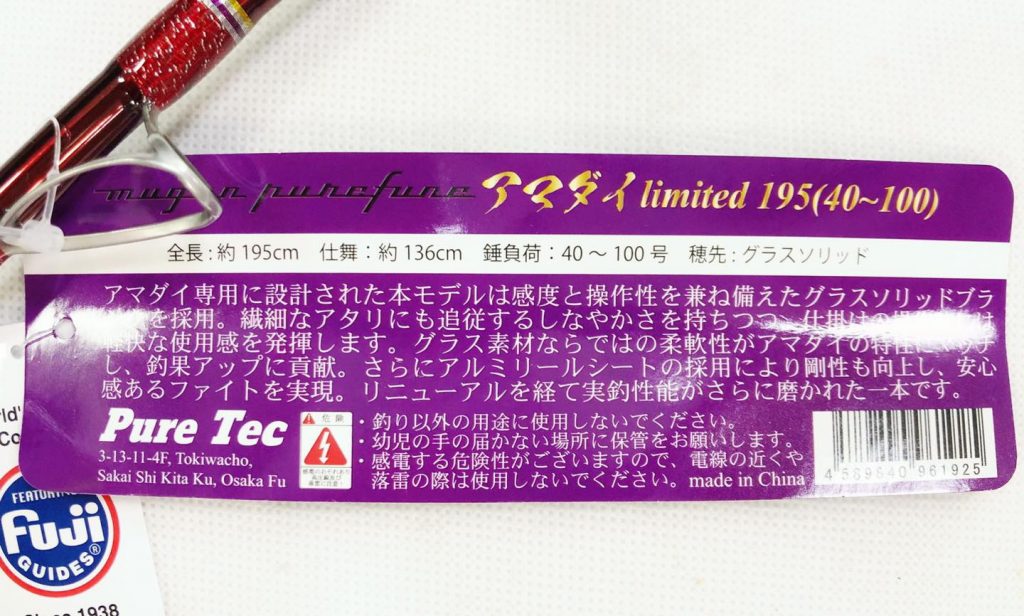 mugen purefune アマダイ limited 195(40~100)
全長：約195cm 仕舞：約136cm 錘負荷：40～100号 穂先：グラスソリッド
アマダイ専用に設計された本モデルは感度と操作性を兼ね備えたグラスソリッドブラ
を採用。繊細なアタリにも追従するしなやかさを持ちつつ、仕掛けの
軽快な使用感を発揮します。グラス素材ならではの柔軟性がアマダイの特性に
し、釣果アップに貢献。さらにアルミリールシートの採用により剛性も向上し、安心
感あるファイトを実現。リニューアルを経て実釣性能がさらに磨かれた一本です。
Pure Tec
3-13-11-4F, Tokiwacho,
Sakai Shi Kita Ku, Osaka Fu
危険
・釣り以外の用途に使用しないでください。
・幼児の手の届かない場所に保管をお願いします。
・感電する危険性がございますので、電線の近くや
落雷の際は使用しないでください。made in China
4 589840 961925
FEATURING
Fuji
GUIDES®
Since 1938